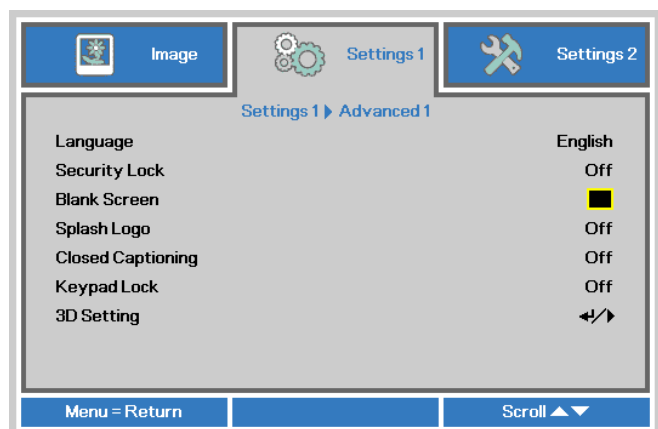 Image Settings 1 Settings 2
Settings 1 Advanced 1
Language English
Security Lock Off
Blank Screen
Splash Logo Off
Closed Captioning Off
Keypad Lock Off
3D Setting ↵/▶
Menu = Return Scroll ▲▼